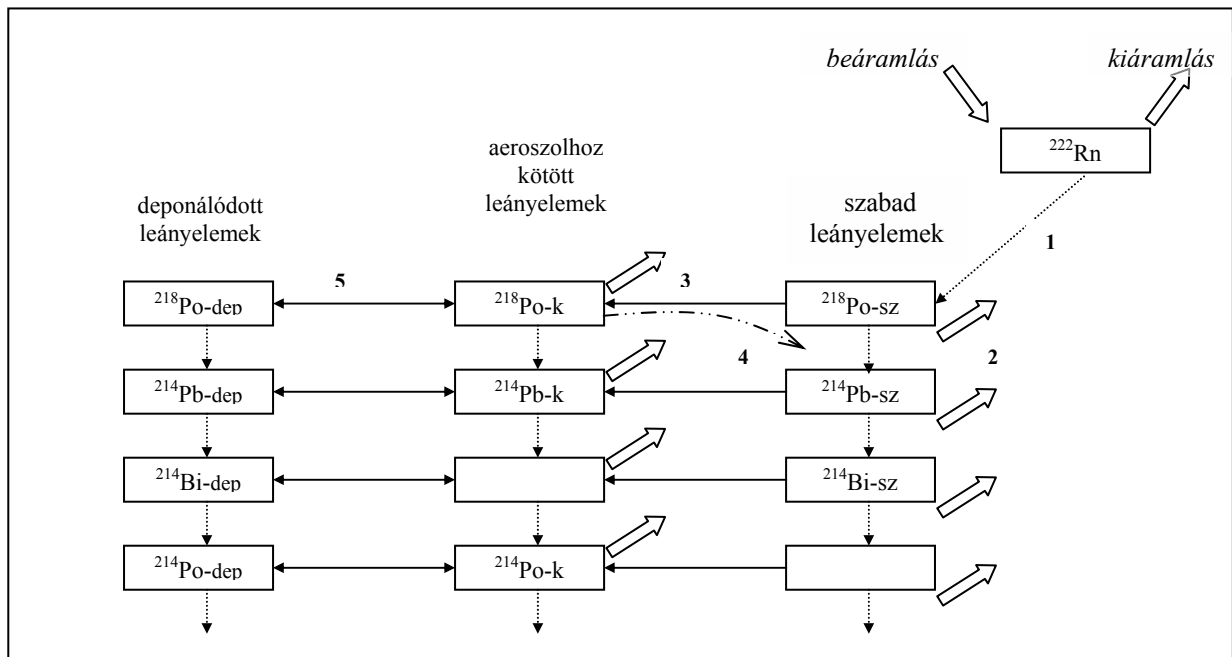 beáramlás
kiáramlás
²²²Rn
aeroszolhoz
kötött
leányelemek
deponálódott
leányelemek
szabad
leányelemek
1
5
3
²¹⁸Po-dep
²¹⁸Po-k
²¹⁸Po-sz
4
2
²¹⁴Pb-dep
²¹⁴Pb-k
²¹⁴Pb-sz
²¹⁴Bi-dep
²¹⁴Bi-sz
²¹⁴Po-dep
²¹⁴Po-k